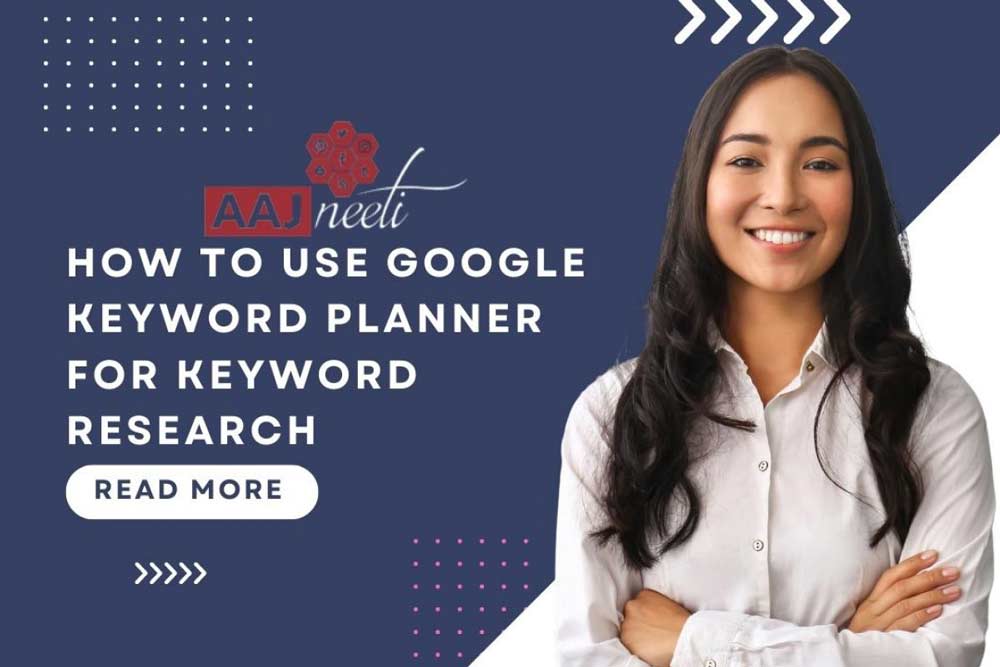 AAJ neeti
HOW TO USE GOOGLE
KEYWORD PLANNER
FOR KEYWORD
RESEARCH
READ MORE